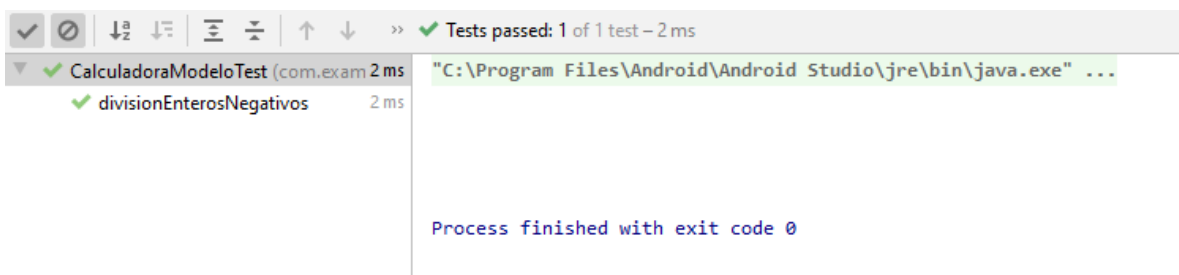 Tests passed: 1 of 1 test – 2 ms
CalculadoraModeloTest (com.exam 2 ms
divisionEnterosNegativos 2 ms
"C:\Program Files\Android\Android Studio\jre\bin\java.exe" ...
Process finished with exit code 0